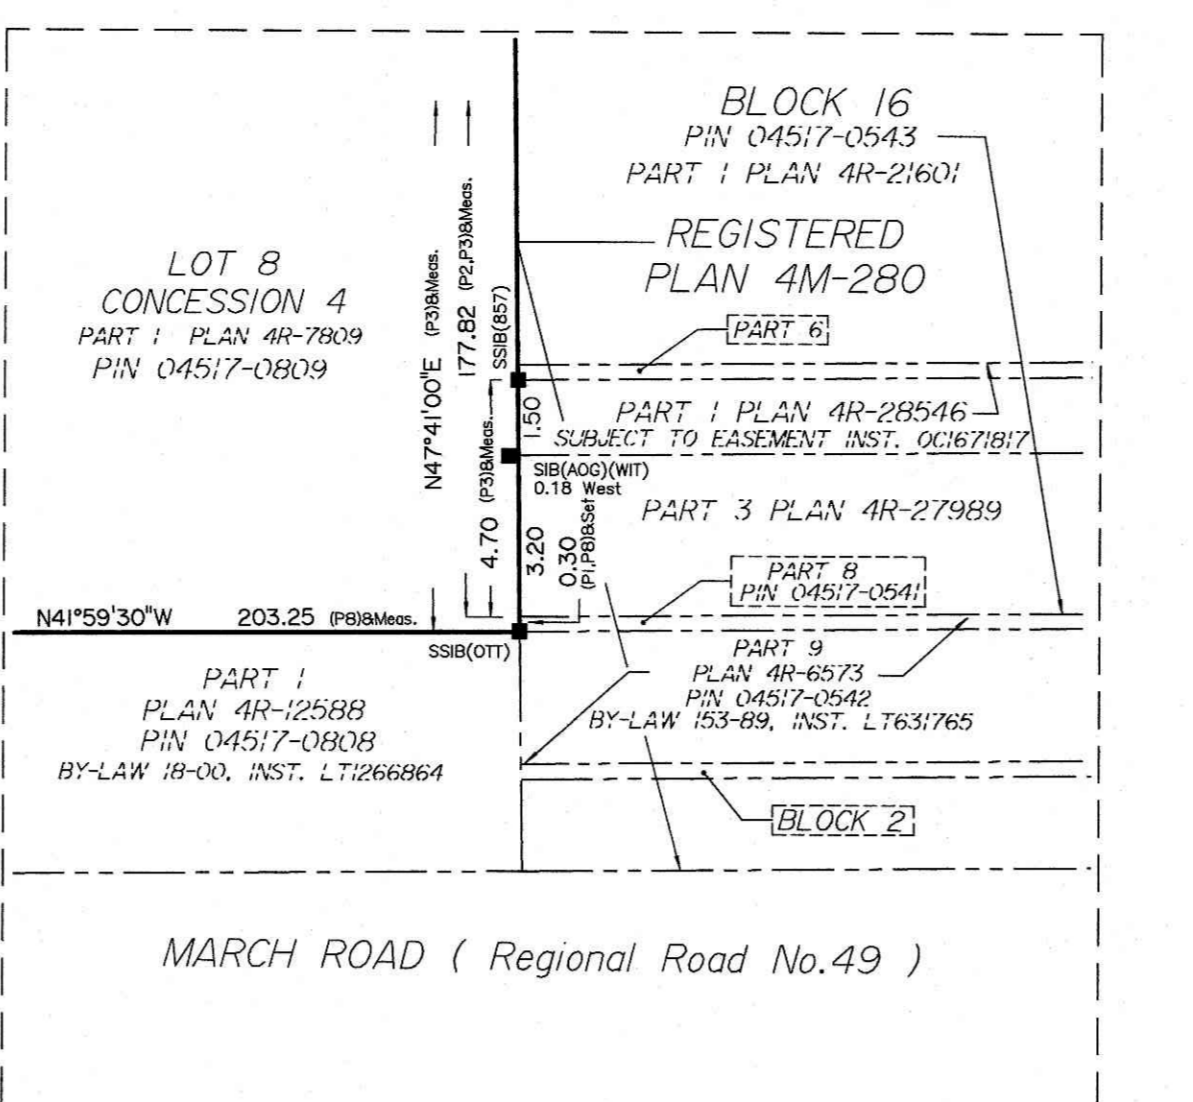 BLOCK 16
PIN 04517-0543
PART 1 PLAN 4R-21601
REGISTERED
PLAN 4M-280
LOT 8
CONCESSION 4
PART 1 PLAN 4R-7809
PIN 04517-0809
N47°41'00"E (P3)&Meas.
177.82 (P2,P3)&Meas.
SSIB(857)
PART 6
1.50
PART 1 PLAN 4R-28546
SUBJECT TO EASEMENT INST. OC1671817
4.70 (P3)&Meas.
SIB(AOG)(WIT)
0.18 West
PART 3 PLAN 4R-27989
3.20
0.30
(P1,P8)&Set
PART 8
PIN 04517-0541
N41°59'30"W 203.25 (P8)&Meas.
SSIB(OTT)
PART 9
PLAN 4R-6573
PIN 04517-0542
BY-LAW 153-89, INST. LT631765
PART 1
PLAN 4R-12588
PIN 04517-0808
BY-LAW 18-00, INST. LT1266864
BLOCK 2
MARCH ROAD ( Regional Road No.49 )